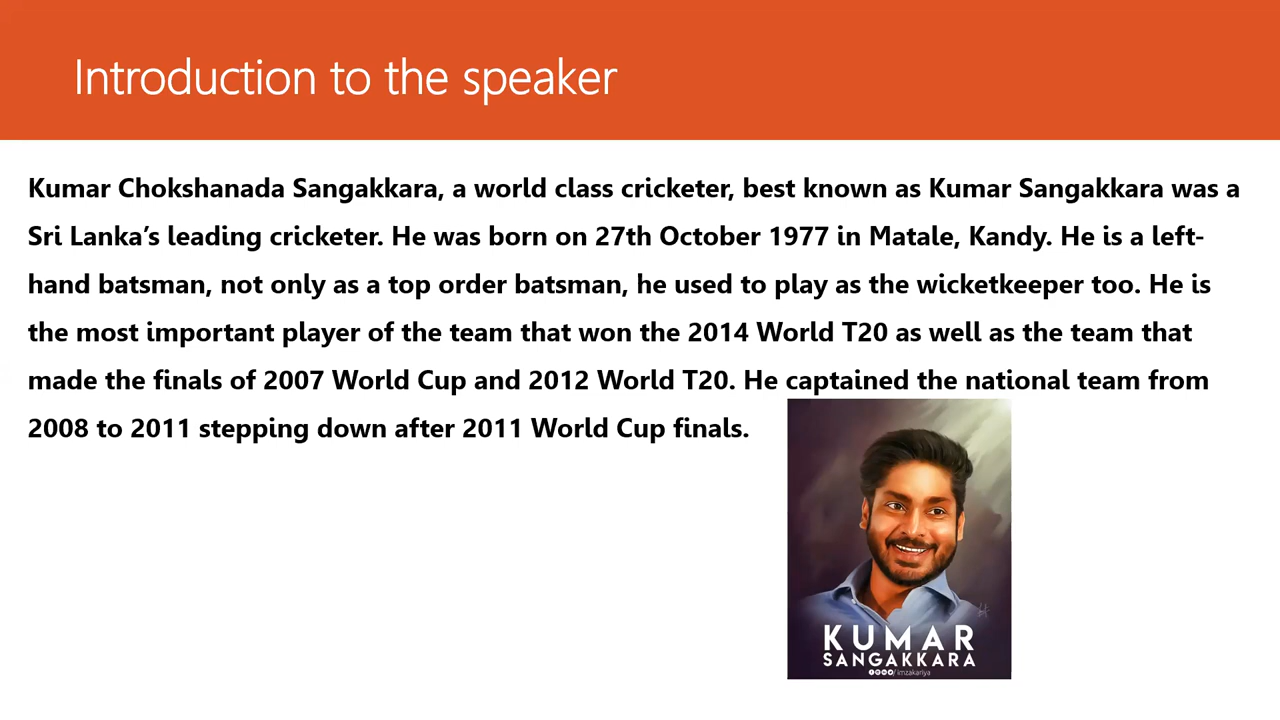 Introduction to the speaker
Kumar Chokshanada Sangakkara, a world class cricketer, best known as Kumar Sangakkara was a
Sri Lanka’s leading cricketer. He was born on 27th October 1977 in Matale, Kandy. He is a left-
hand batsman, not only as a top order batsman, he used to play as the wicketkeeper too. He is
the most important player of the team that won the 2014 World T20 as well as the team that
made the finals of 2007 World Cup and 2012 World T20. He captained the national team from
2008 to 2011 stepping down after 2011 World Cup finals.
KUMAR
SANGAKKARA
/imzakariya